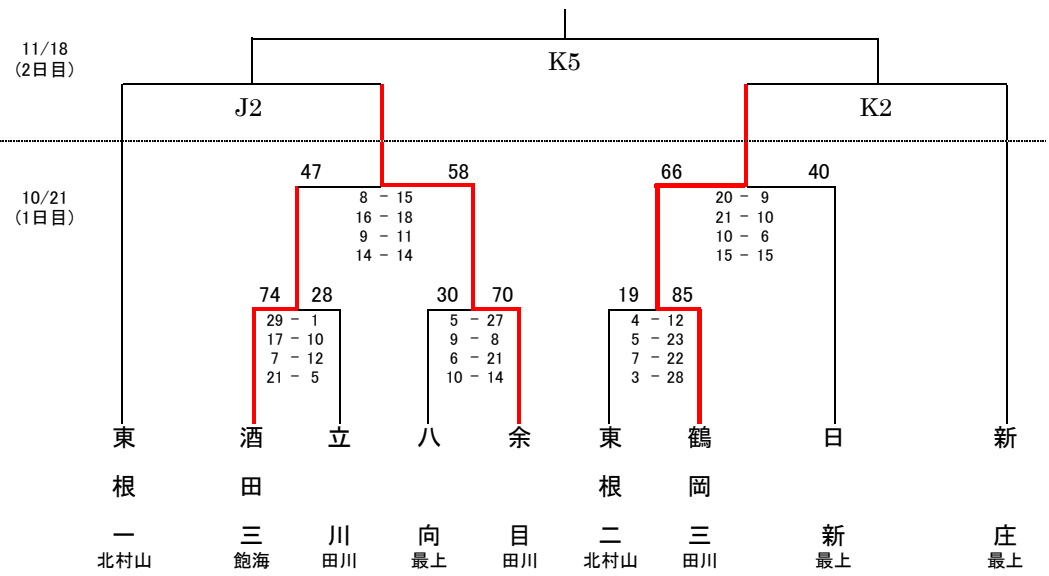 11/18
(2日目)
K5
J2
K2
10/21
(1日目)
47 58
8 - 15
16 - 18
9 - 11
14 - 14
66 40
20 - 9
21 - 10
10 - 6
15 - 15
74 28
29 - 1
17 - 10
7 - 12
21 - 5
30 70
5 - 27
9 - 8
6 - 21
10 - 14
19 85
4 - 12
5 - 23
7 - 22
3 - 28
東根一
北村山
酒田三
飽海
立川
田川
八向
最上
余目
田川
東根二
北村山
鶴岡三
田川
日新
最上
新庄
最上